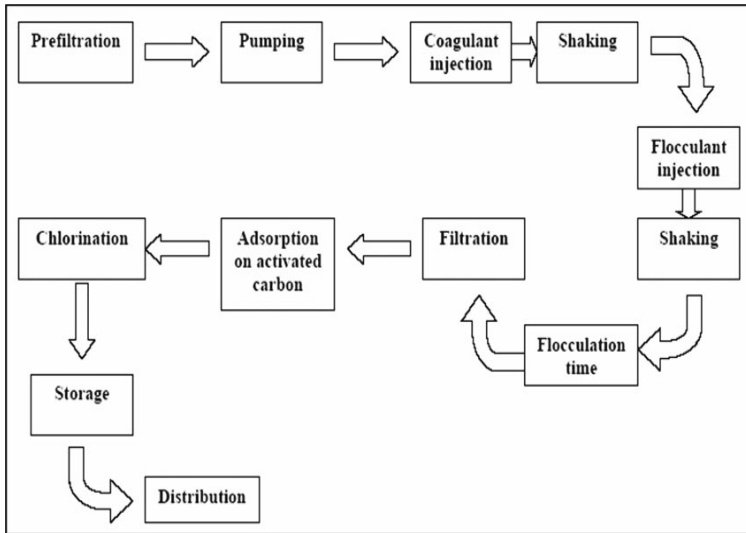 Prefiltration
Pumping
Coagulant
injection
Shaking
Flocculant
injection
Shaking
Flocculation
time
Filtration
Adsorption
on activated
carbon
Chlorination
Storage
Distribution